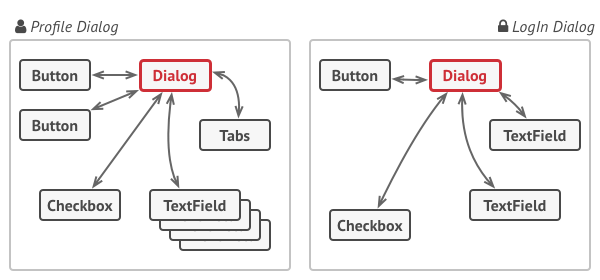 Profile Dialog
Button
Dialog
Button
Tabs
Checkbox
TextField
LogIn Dialog
Button
Dialog
TextField
TextField
Checkbox